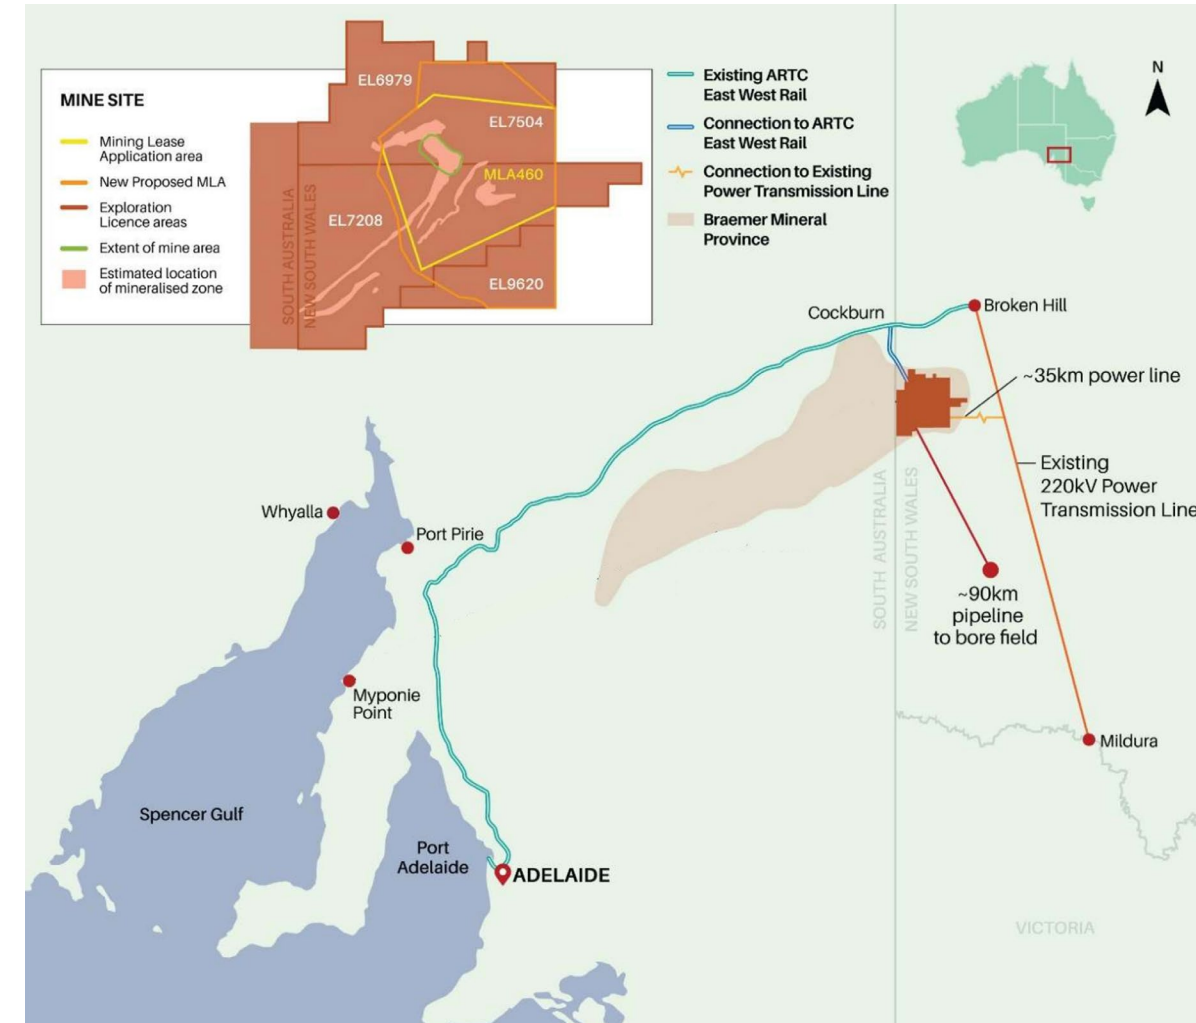 MINE SITE
Mining Lease
Application area
New Proposed MLA
Exploration
Licence areas
Extent of mine area
Estimated location
of mineralised zone
EL6979
EL7504
MLA460
EL7208
EL9620
SOUTH AUSTRALIA
NEW SOUTH WALES
Existing ARTC
East West Rail
Connection to ARTC
East West Rail
Connection to Existing
Power Transmission Line
Braemer Mineral
Province
N
Cockburn
Broken Hill
~35km power line
Existing
220kV Power
Transmission Line
SOUTH AUSTRALIA
NEW SOUTH WALES
~90km
pipeline
to bore field
Whyalla
Port Pirie
Myponie
Point
Mildura
Spencer Gulf
Port
Adelaide
ADELAIDE
VICTORIA